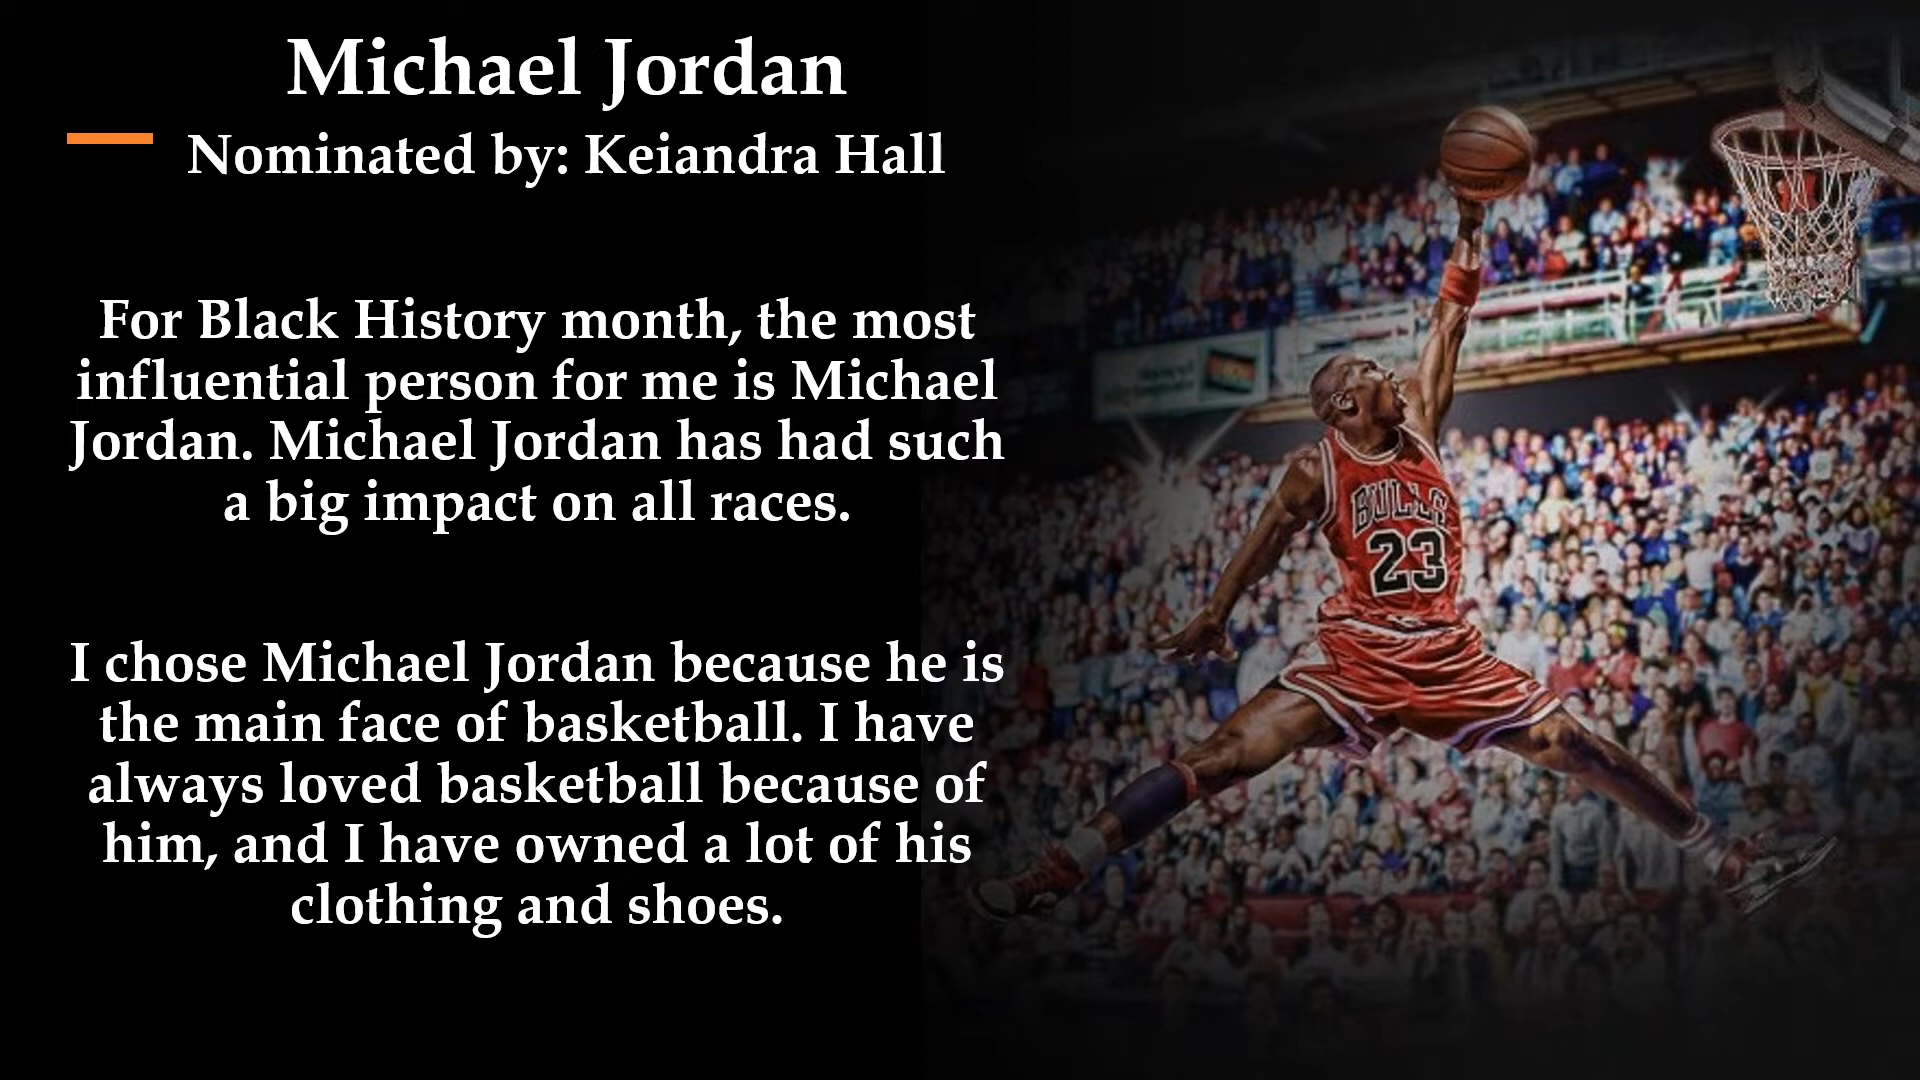 Michael Jordan
Nominated by: Keiandra Hall
For Black History month, the most
influential person for me is Michael
Jordan. Michael Jordan has had such
a big impact on all races.
I chose Michael Jordan because he is
the main face of basketball. I have
always loved basketball because of
him, and I have owned a lot of his
clothing and shoes.
BULLS
23